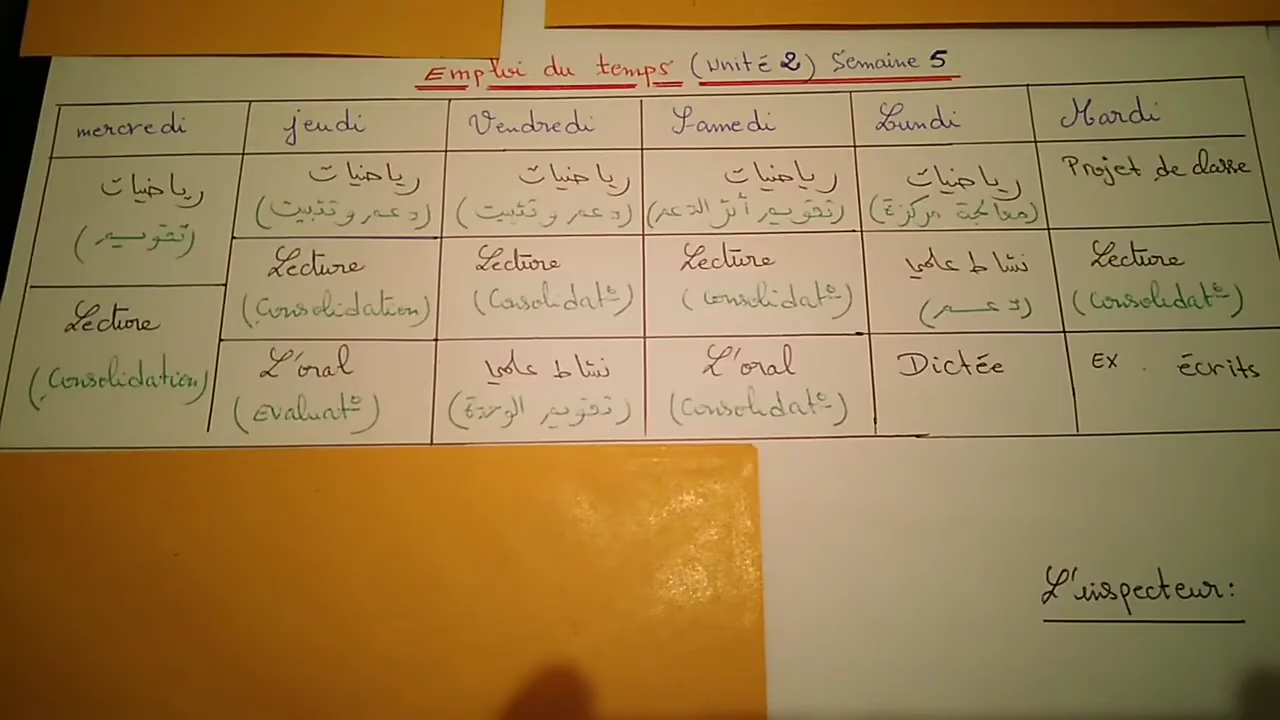 Emploi du temps (Unité 2) Semaine 5
mercredi
jeudi
Vendredi
Samedi
Lundi
Mardi
رياضيات
(تقويم)
رياضيات
(دعم و تثبيت)
رياضيات
(دعم و تثبيت)
رياضيات
(تقويم أثر الدعم)
رياضيات
(معالجة مركزة)
Projet de classe
Lecture
(Consolidation)
Lecture
(Consolidation)
Lecture
(Consolidat°)
Lecture
(Consolidat°)
نشاط علمي
(دعم)
Lecture
(Consolidat°)
L'oral
(Evaluat°)
نشاط علمي
(تقويم الوحدة)
L'oral
(Consolidat°)
Dictée
Ex. écrits
L'inspecteur: